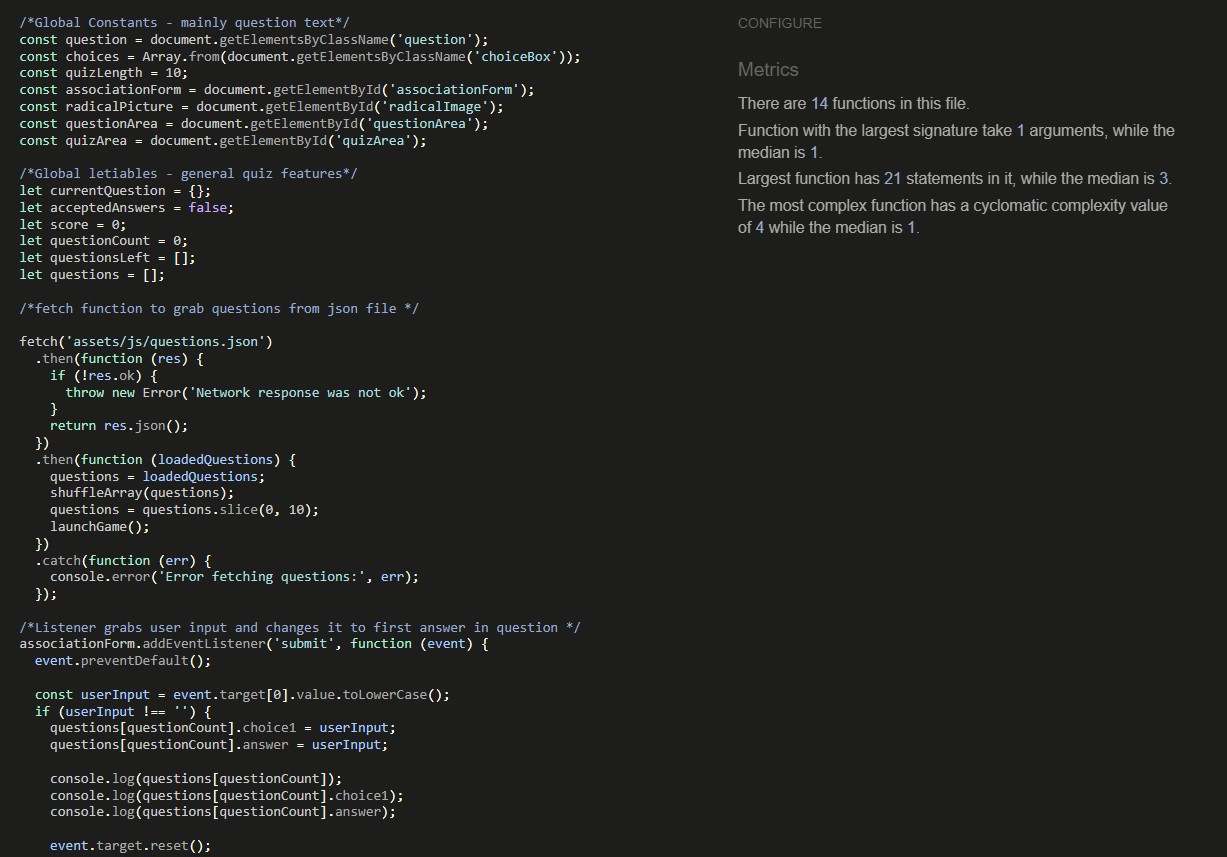 /*Global Constants - mainly question text*/
const question = document.getElementsByClassName('question');
const choices = Array.from(document.getElementsByClassName('choiceBox'));
const quizLength = 10;
const associationForm = document.getElementById('associationForm');
const radicalPicture = document.getElementById('radicalImage');
const questionArea = document.getElementById('questionArea');
const quizArea = document.getElementById('quizArea');

/*Global letiables - general quiz features*/
let currentQuestion = {};
let acceptedAnswers = false;
let score = 0;
let questionCount = 0;
let questionsLeft = [];
let questions = [];

/*fetch function to grab questions from json file */

fetch('assets/js/questions.json')
  .then(function (res) {
    if (!res.ok) {
      throw new Error('Network response was not ok');
    }
    return res.json();
  })
  .then(function (loadedQuestions) {
    questions = loadedQuestions;
    shuffleArray(questions);
    questions = questions.slice(0, 10);
    launchGame();
  })
  .catch(function (err) {
    console.error('Error fetching questions:', err);
  });

/*Listener grabs user input and changes it to first answer in question */
associationForm.addEventListener('submit', function (event) {
  event.preventDefault();

  const userInput = event.target[0].value.toLowerCase();
  if (userInput !== '') {
    questions[questionCount].choice1 = userInput;
    questions[questionCount].answer = userInput;

    console.log(questions[questionCount]);
    console.log(questions[questionCount].choice1);
    console.log(questions[questionCount].answer);

    event.target.reset();
CONFIGURE
Metrics
There are 14 functions in this file.
Function with the largest signature take 1 arguments, while the
median is 1.
Largest function has 21 statements in it, while the median is 3.
The most complex function has a cyclomatic complexity value
of 4 while the median is 1.